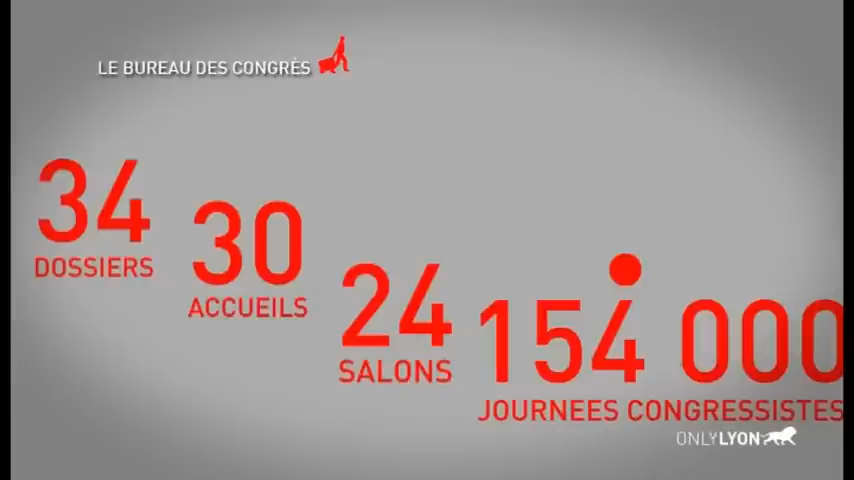 LE BUREAU DES CONGRÈS
34
DOSSIERS
30
ACCUEILS
24
SALONS
154 000
JOURNEES CONGRESSISTES
ONLYLYON